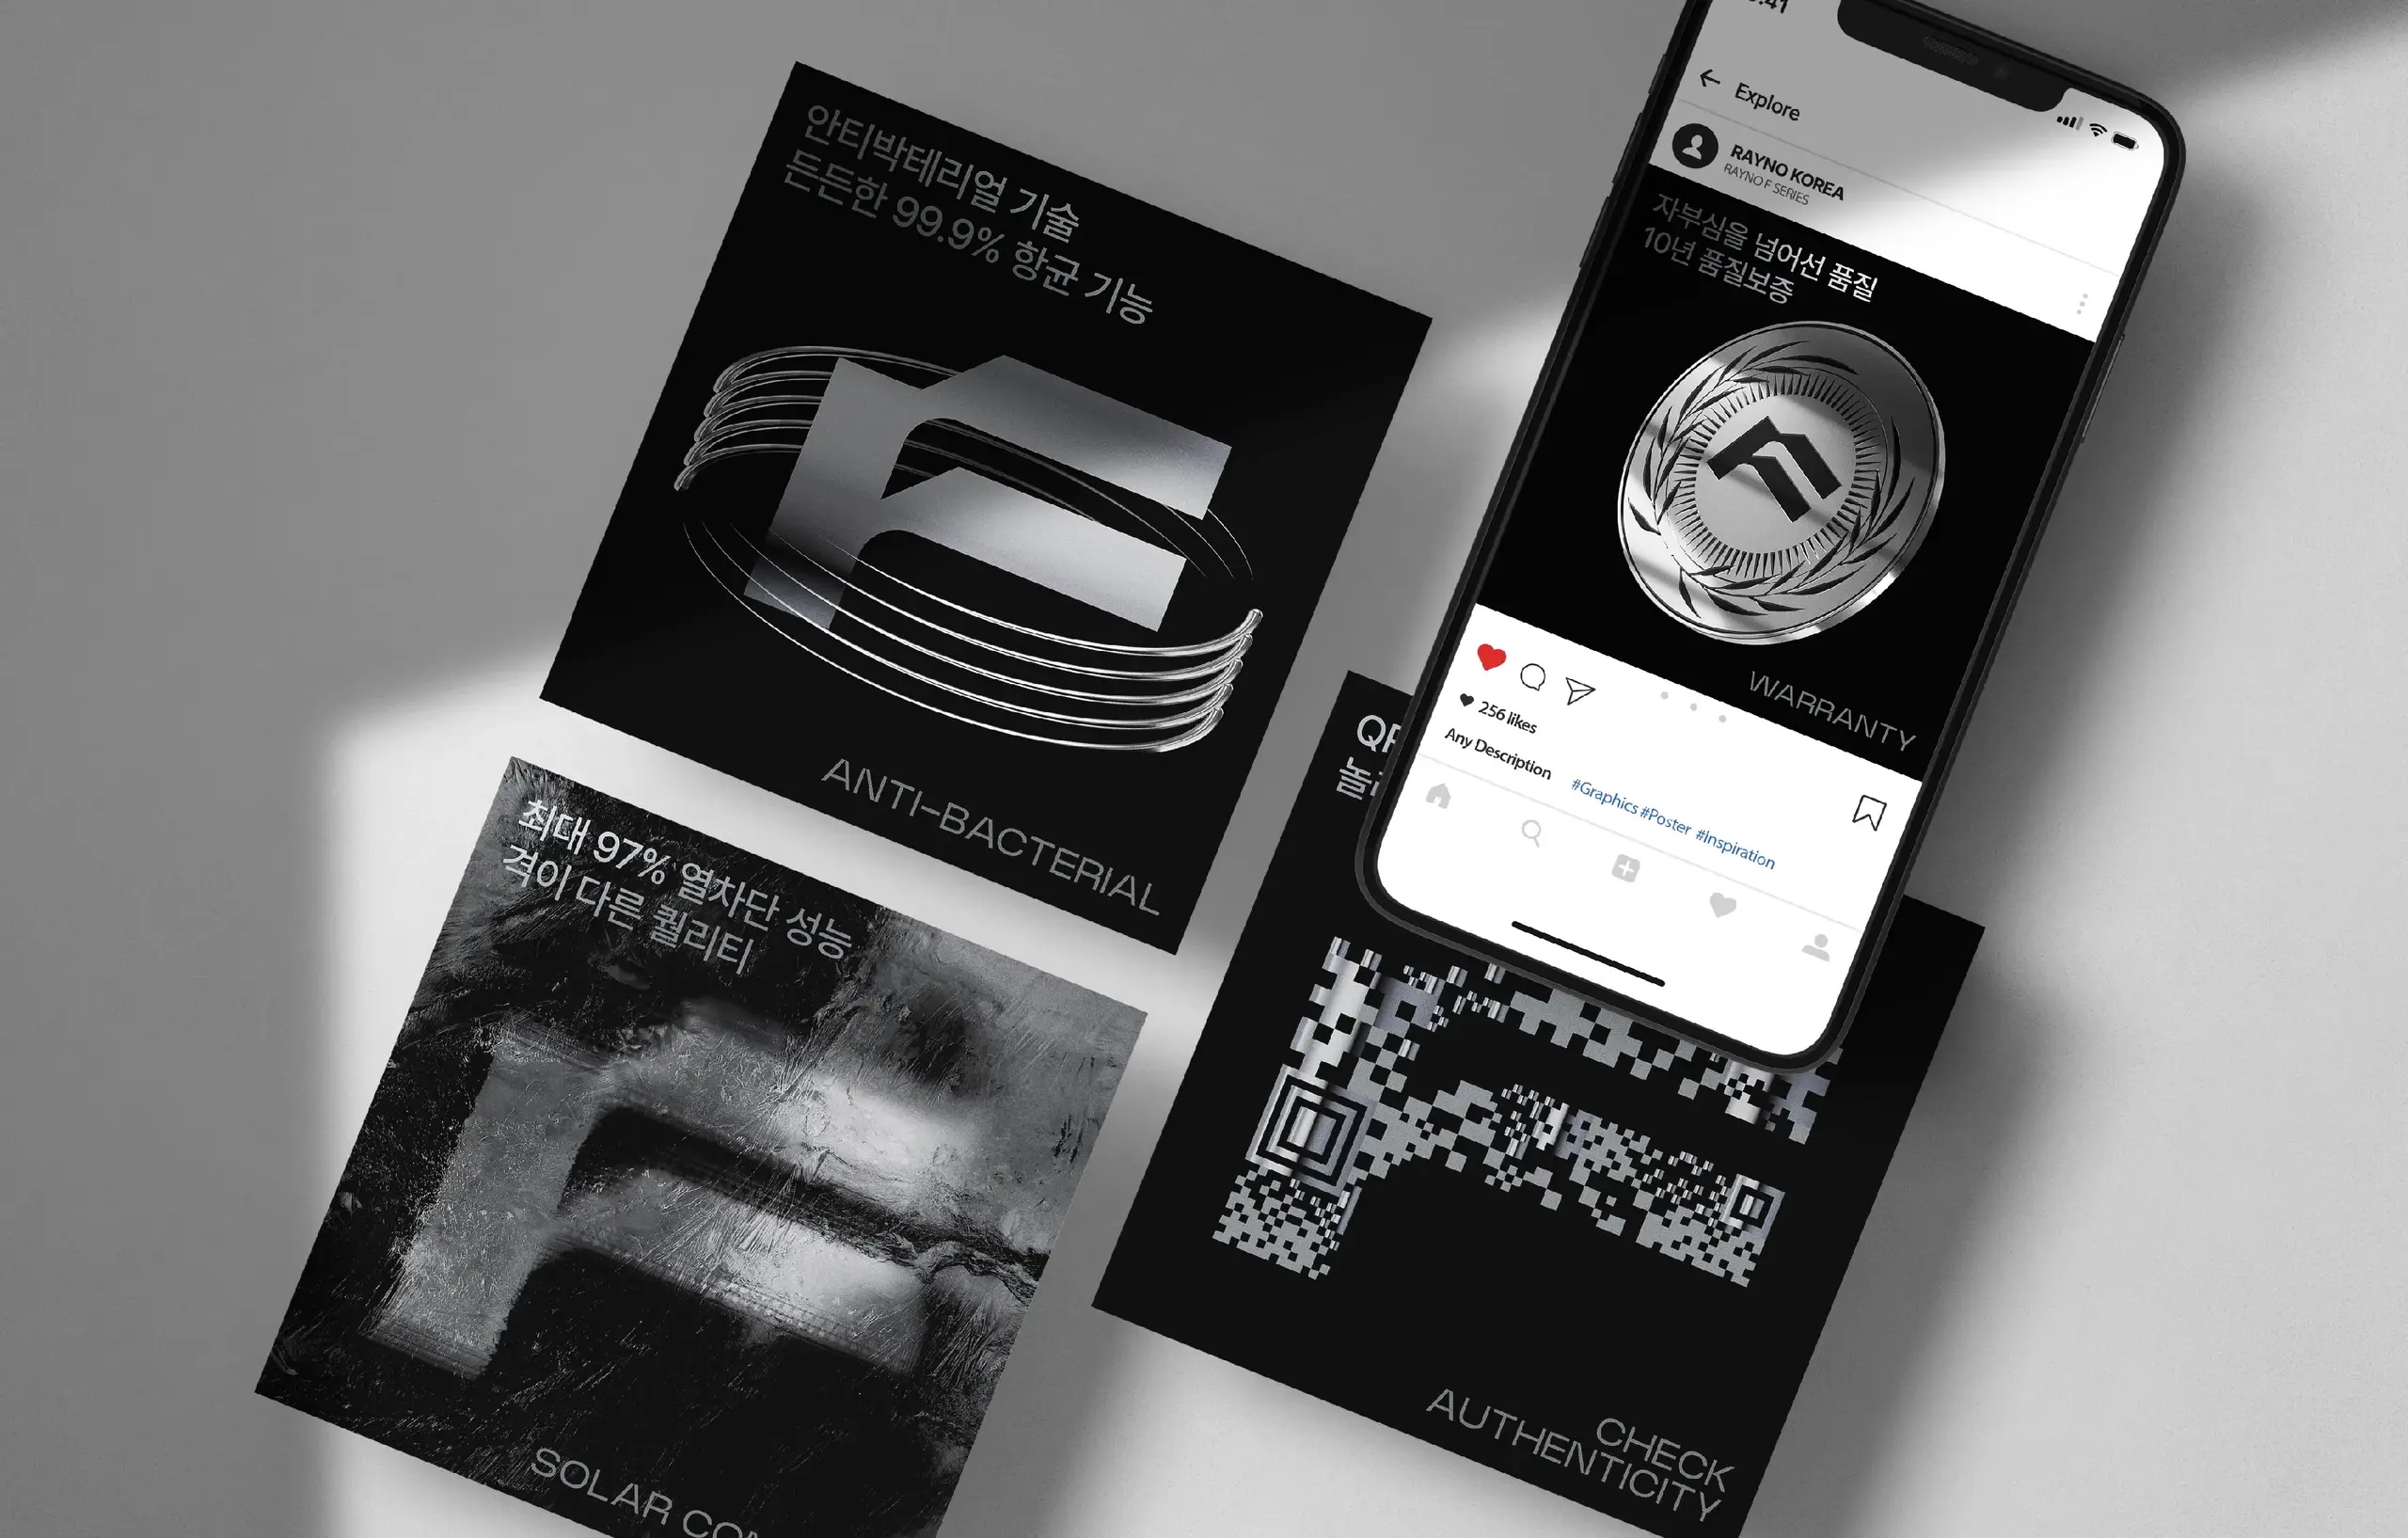 안티박테리얼 기술
든든한 99.9% 항균 기능
ANTI-BACTERIAL
Explore
RAYNO KOREA
RAYNO F SERIES
자부심을 넘어선 품질
10년 품질보증
WARRANTY
256 likes
Any Description #Graphics #Poster #Inspiration
최대 97% 열차단 성능
격이 다른 퀄리티
SOLAR
CHECK
AUTHENTICITY